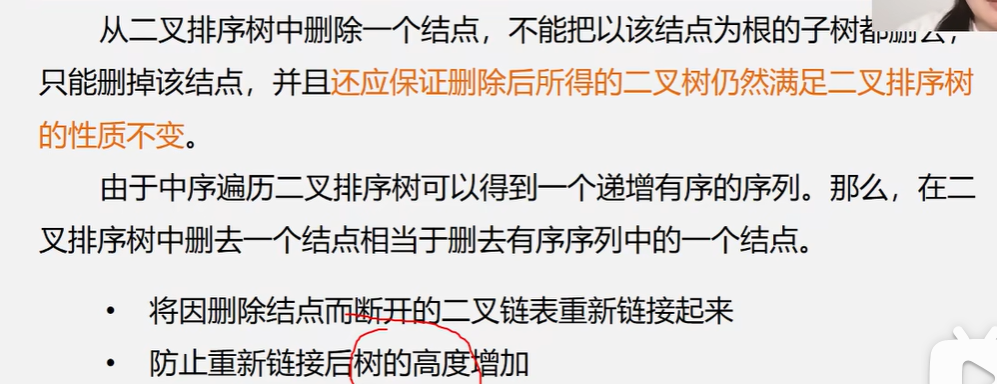 从二叉排序树中删除一个结点，不能把以该结点为根的子树都删去，
只能删掉该结点，并且还应保证删除后所得的二叉树仍然满足二叉排序树
的性质不变。
由于中序遍历二叉排序树可以得到一个递增有序的序列。那么，在二
叉排序树中删去一个结点相当于删去有序序列中的一个结点。
• 将因删除结点而断开的二叉链表重新链接起来
• 防止重新链接后树的高度增加